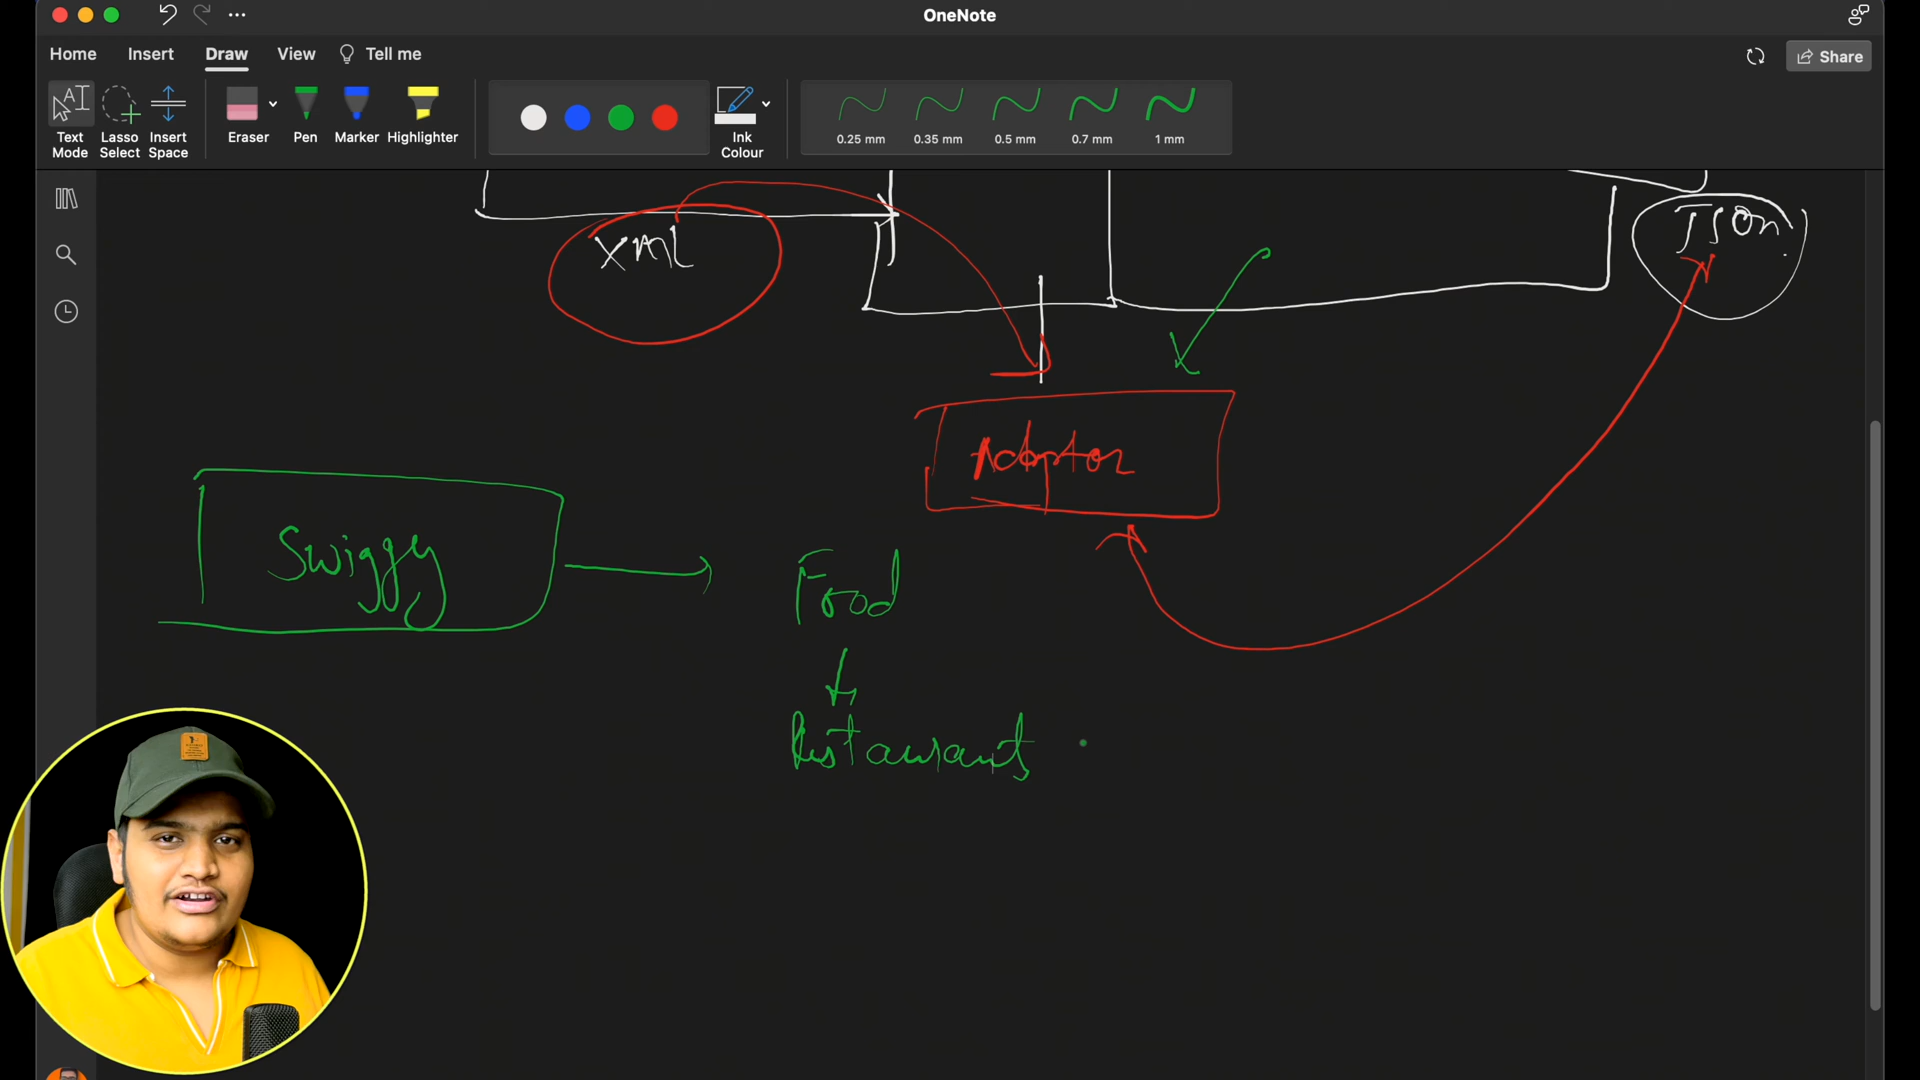 OneNote
Home Insert Draw View Tell me
Share
Text Mode
Lasso Select
Insert Space
Eraser
Pen
Marker
Highlighter
Ink Colour
0.25 mm
0.35 mm
0.5 mm
0.7 mm
1 mm
Xml
JSon
Adaptor
Swiggy
Food
Restaurants